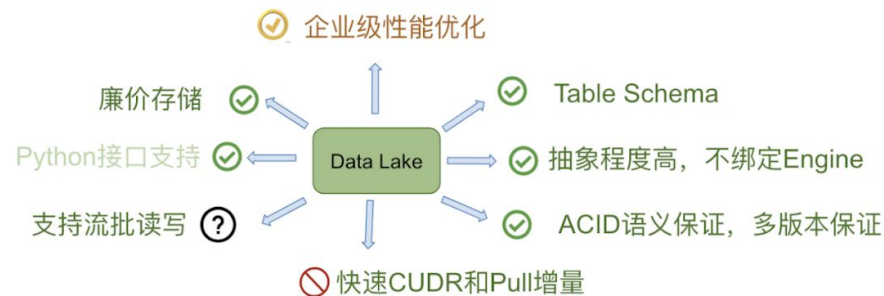 企业级性能优化
廉价存储
Table Schema
Python接口支持
Data Lake
抽象程度高，不绑定Engine
支持流批读写
?
ACID语义保证，多版本保证
快速CUDR和Pull增量